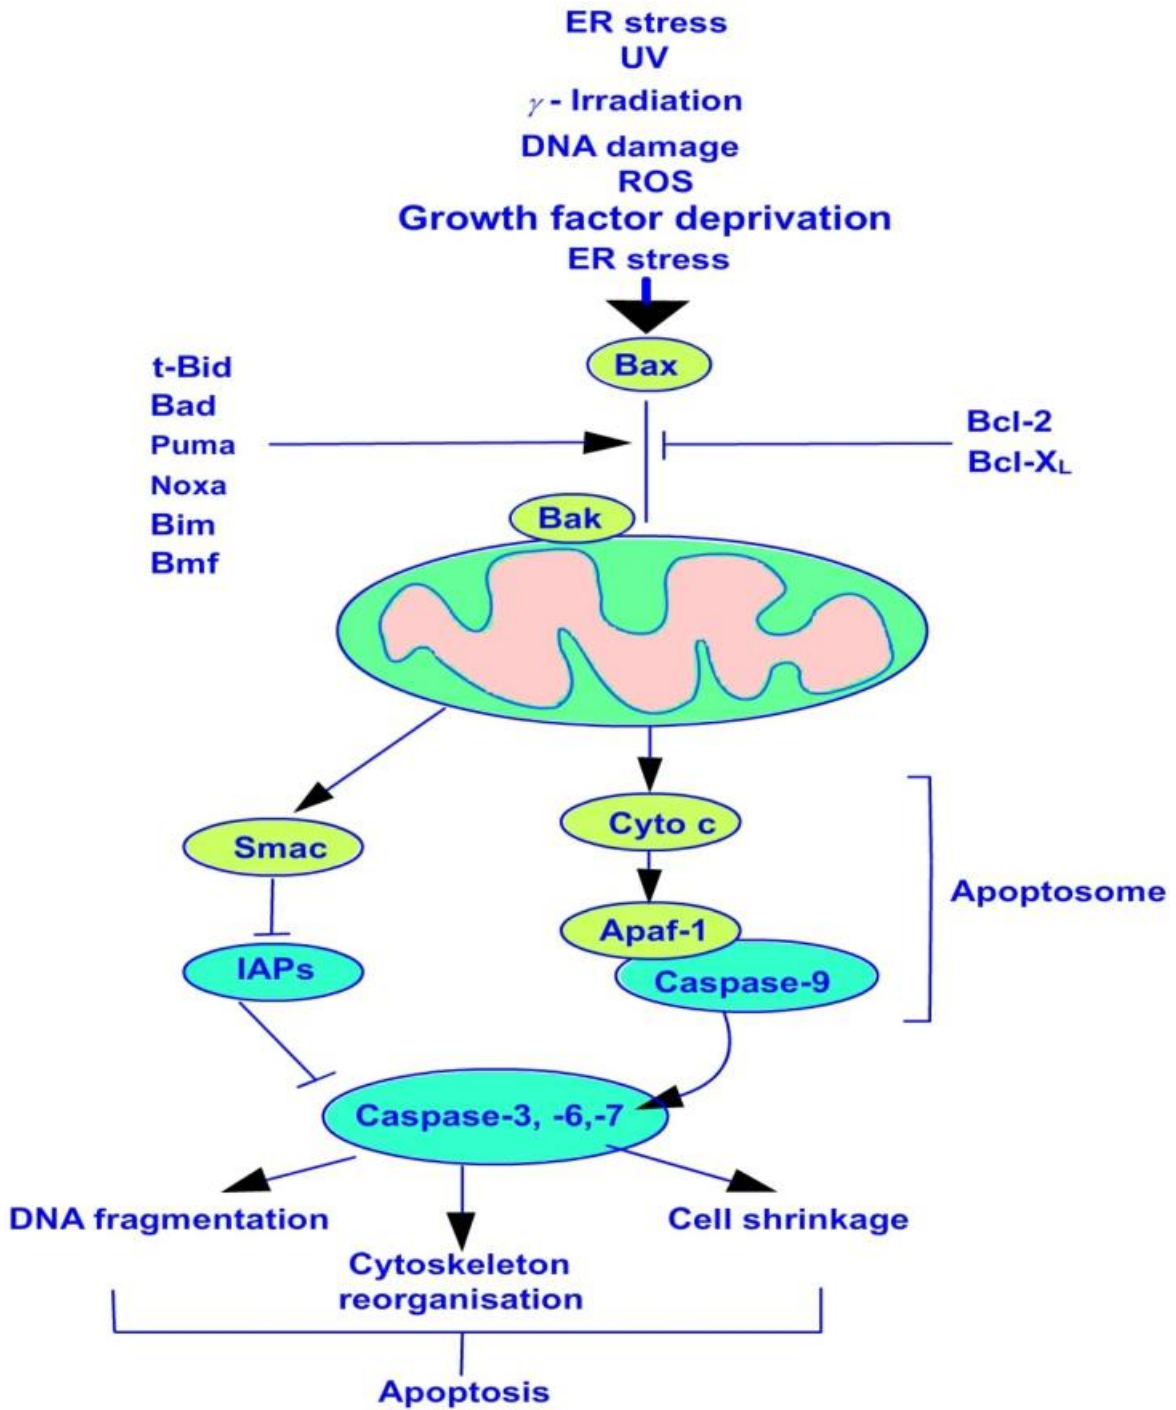 ER stress
UV
γ - Irradiation
DNA damage
ROS
Growth factor deprivation
ER stress
Bax
t-Bid
Bad
Puma
Noxa
Bim
Bmf
Bcl-2
Bcl-XL
Bak
Smac
IAPs
Cyto c
Apaf-1
Caspase-9
Apoptosome
Caspase-3, -6,-7
DNA fragmentation
Cytoskeleton
reorganisation
Cell shrinkage
Apoptosis